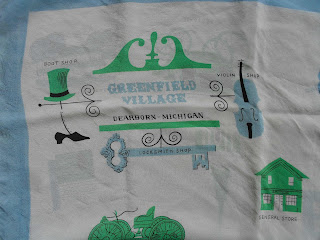 BOOT SHOP
VIOLIN SHOP
GREENFIELD
VILLAGE
DEARBORN-MICHIGAN
LOCKSMITH SHOP
GENERAL STORE